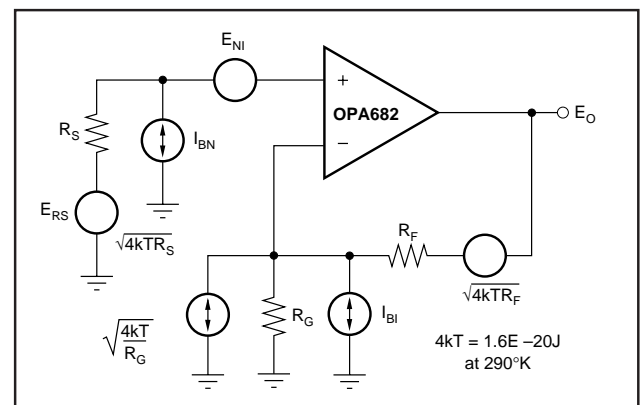 E_NI
+
OPA682
−
E_O
R_S
I_BN
E_RS
√4kTR_S
R_F
√4kTR_F
√4kT/R_G
R_G
I_BI
4kT = 1.6E –20J
at 290°K